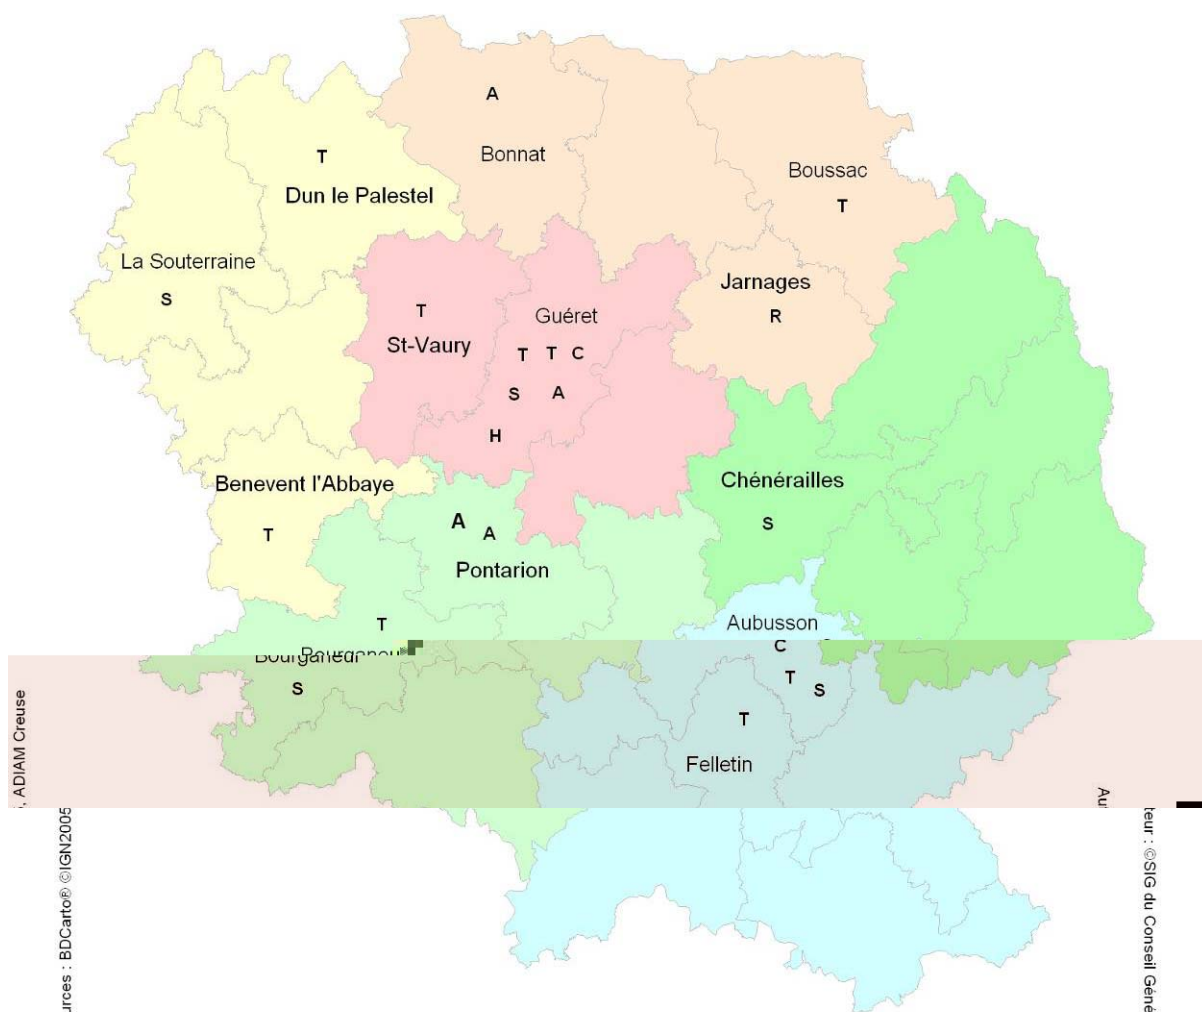 A
Bonnat
T
Dun le Palestel
Boussac
T
La Souterraine
S
Jarnages
R
T
St-Vaury
Guéret
T T C
S A
H
Benevent l'Abbaye
T
Chénérailles
S
A A
Pontarion
T
Aubusson
C
T S
S
T
Felletin
, ADIAM Creuse
urces : BDCarto® ©IGN2005
teur : ©SIG du Conseil Géné